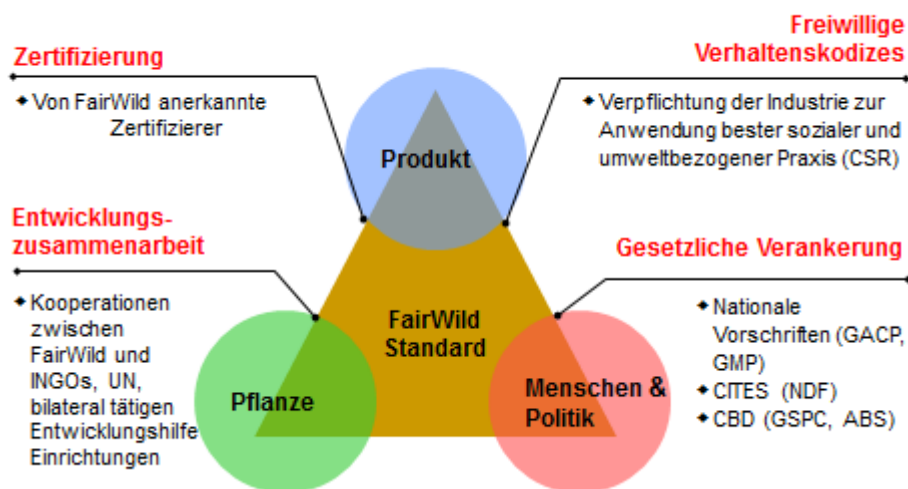 Zertifizierung
Von FairWild anerkannte
Zertifizierer
Freiwillige
Verhaltenskodizes
Verpflichtung der Industrie zur
Anwendung bester sozialer und
umweltbezogener Praxis (CSR)
Produkt
Entwicklungs-
zusammenarbeit
Kooperationen
zwischen
FairWild und
INGOs, UN,
bilateral tätigen
Entwicklungshilfe
Einrichtungen
Gesetzliche Verankerung
Nationale
Vorschriften (GACP,
GMP)
CITES (NDF)
CBD (GSPC, ABS)
FairWild
Standard
Pflanze
Menschen &
Politik